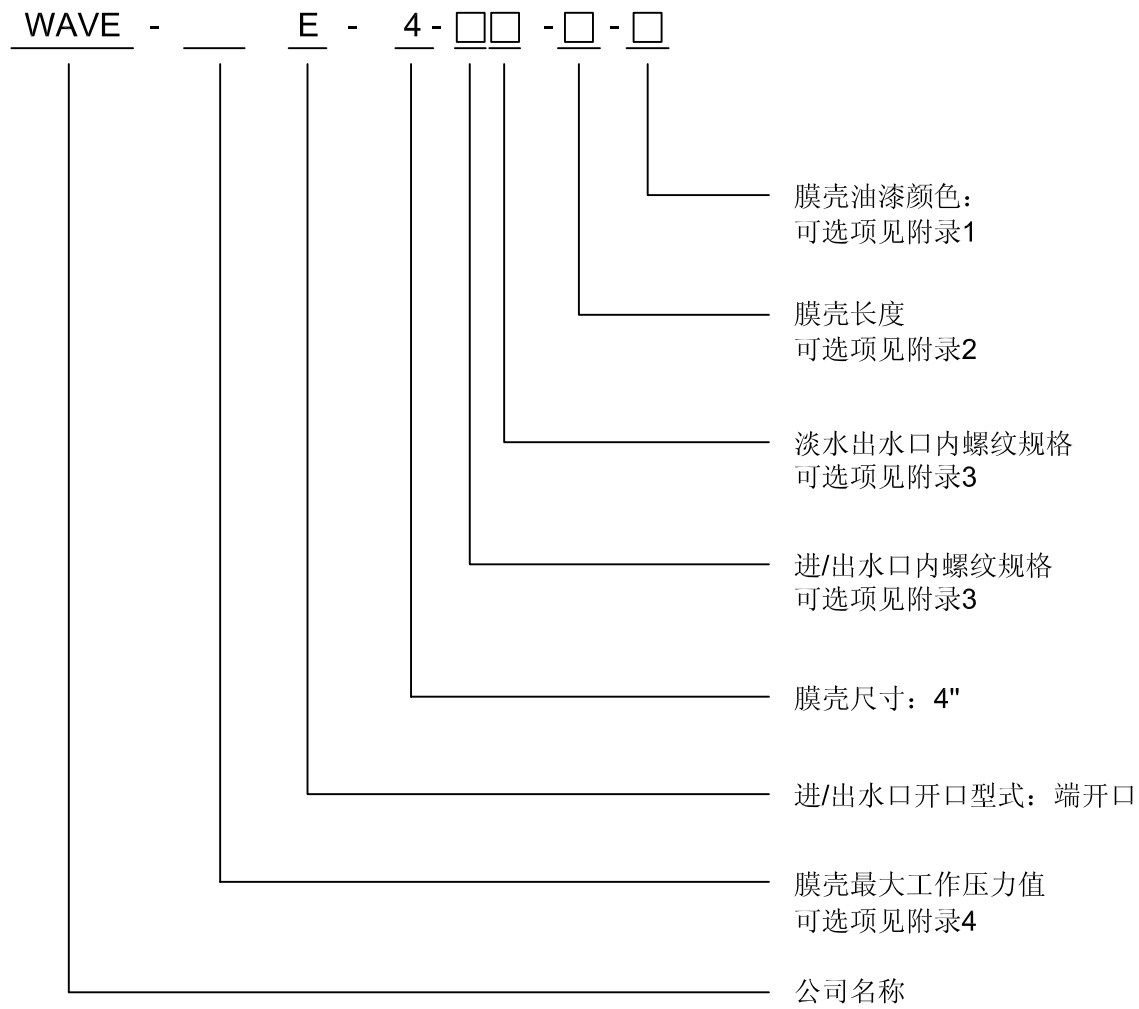 WAVE - E - 4-□□ -□-□
膜壳油漆颜色：
可选项见附录1
膜壳长度
可选项见附录2
淡水出水口内螺纹规格
可选项见附录3
进/出水口内螺纹规格
可选项见附录3
膜壳尺寸：4"
进/出水口开口型式：端开口
膜壳最大工作压力值
可选项见附录4
公司名称